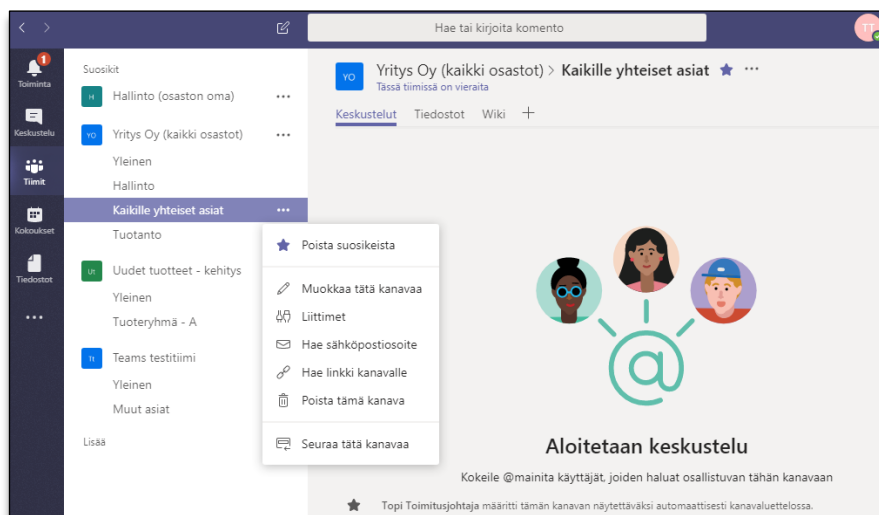 Hae tai kirjoita komento
TT
1
Toiminta
Keskustelu
Tiimit
Kokoukset
Tiedostot
Suosikit
H Hallinto (osaston oma)
YO Yritys Oy (kaikki osastot)
Yleinen
Hallinto
Kaikille yhteiset asiat
Tuotanto
Ut Uudet tuotteet - kehitys
Yleinen
Tuoteryhmä - A
Tt Teams testitiimi
Yleinen
Muut asiat
Lisää
Poista suosikeista
Muokkaa tätä kanavaa
Liittimet
Hae sähköpostiosoite
Hae linkki kanavalle
Poista tämä kanava
Seuraa tätä kanavaa
YO Yritys Oy (kaikki osastot) > Kaikille yhteiset asiat
Tässä tiimissä on vieraita
Keskustelut Tiedostot Wiki
@
Aloitetaan keskustelu
Kokeile @mainita käyttäjät, joiden haluat osallistuvan tähän kanavaan
Topi Toimitusjohtaja määritti tämän kanavan näytettäväksi automaattisesti kanavaluettelossa.